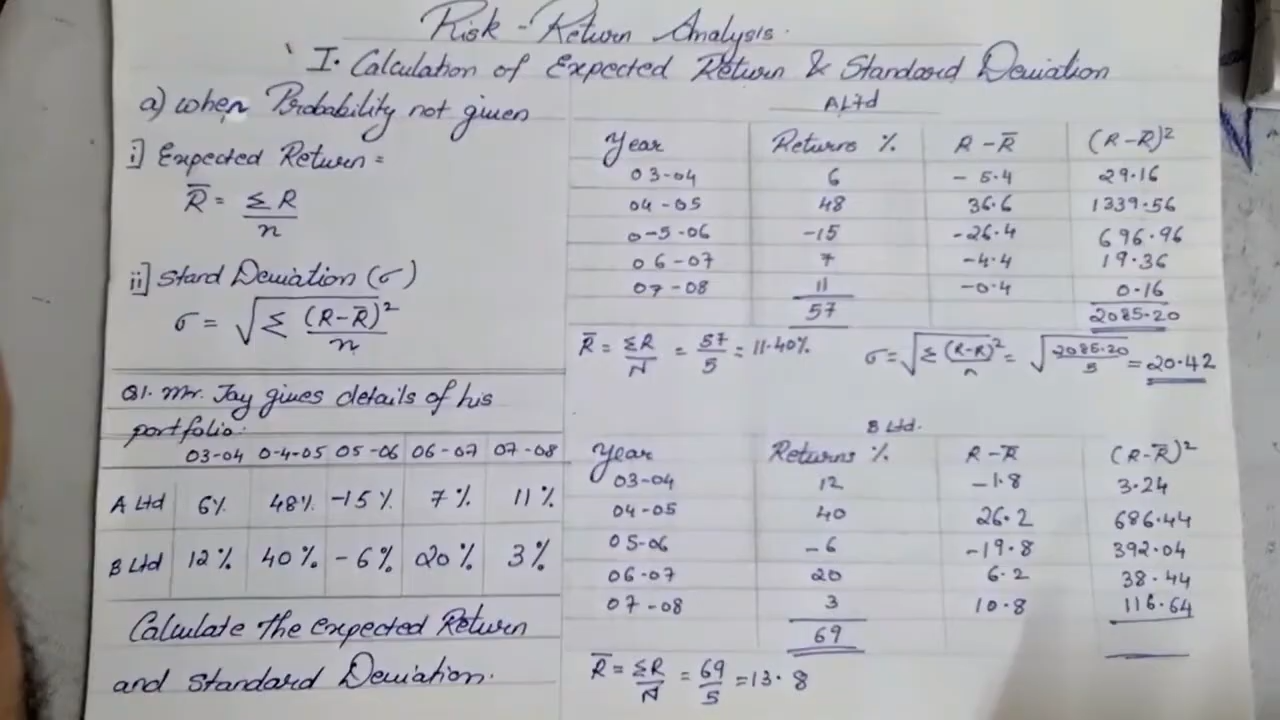 Risk - Return Analysis.
I. Calculation of Expected Return & Standard Deviation
a) when Probability not given
i] Expected Return =
R̅ = ΣR / n
ii] Stard Deviation (σ)
σ = √Σ (R-R̅)² / n
Q1. Mr. Jay gives details of his
portfolio.
03-04 0-4-05 05-06 06-07 07-08
A Ltd 6% 48% -15% 7% 11%
B Ltd 12% 40% -6% 20% 3%
Calculate the expected Return
and standard Deviation.
A Ltd
Year Returns % R-R̅ (R-R̅)²
03-04 6 -5.4 29.16
04-05 48 36.6 1339.56
0-5-06 -15 -26.4 696.96
06-07 7 -4.4 19.36
07-08 11 -0.4 0.16
57 2085.20
R̅ = ΣR / N = 57 / 5 = 11.40% σ = √Σ (R-R̅)² / n = √2085.20 / 5 = 20.42
B Ltd.
Year Returns % R-R̅ (R-R̅)²
03-04 12 -1.8 3.24
04-05 40 26.2 686.44
05-06 -6 -19.8 392.04
06-07 20 6.2 38.44
07-08 3 10.8 116.64
69
R̅ = ΣR / N = 69 / 5 = 13.8